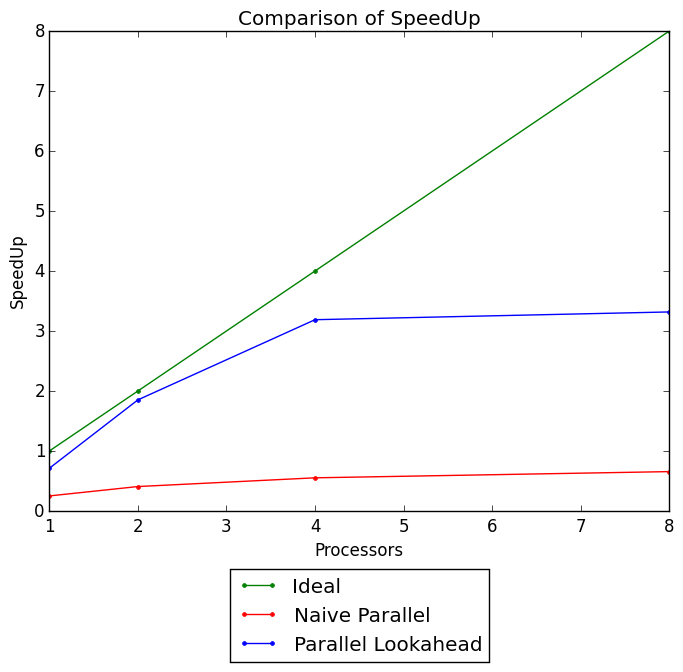 Comparison of SpeedUp
8
7
6
5
4
3
2
1
0
SpeedUp
1 2 3 4 5 6 7 8
Processors
Ideal
Naive Parallel
Parallel Lookahead